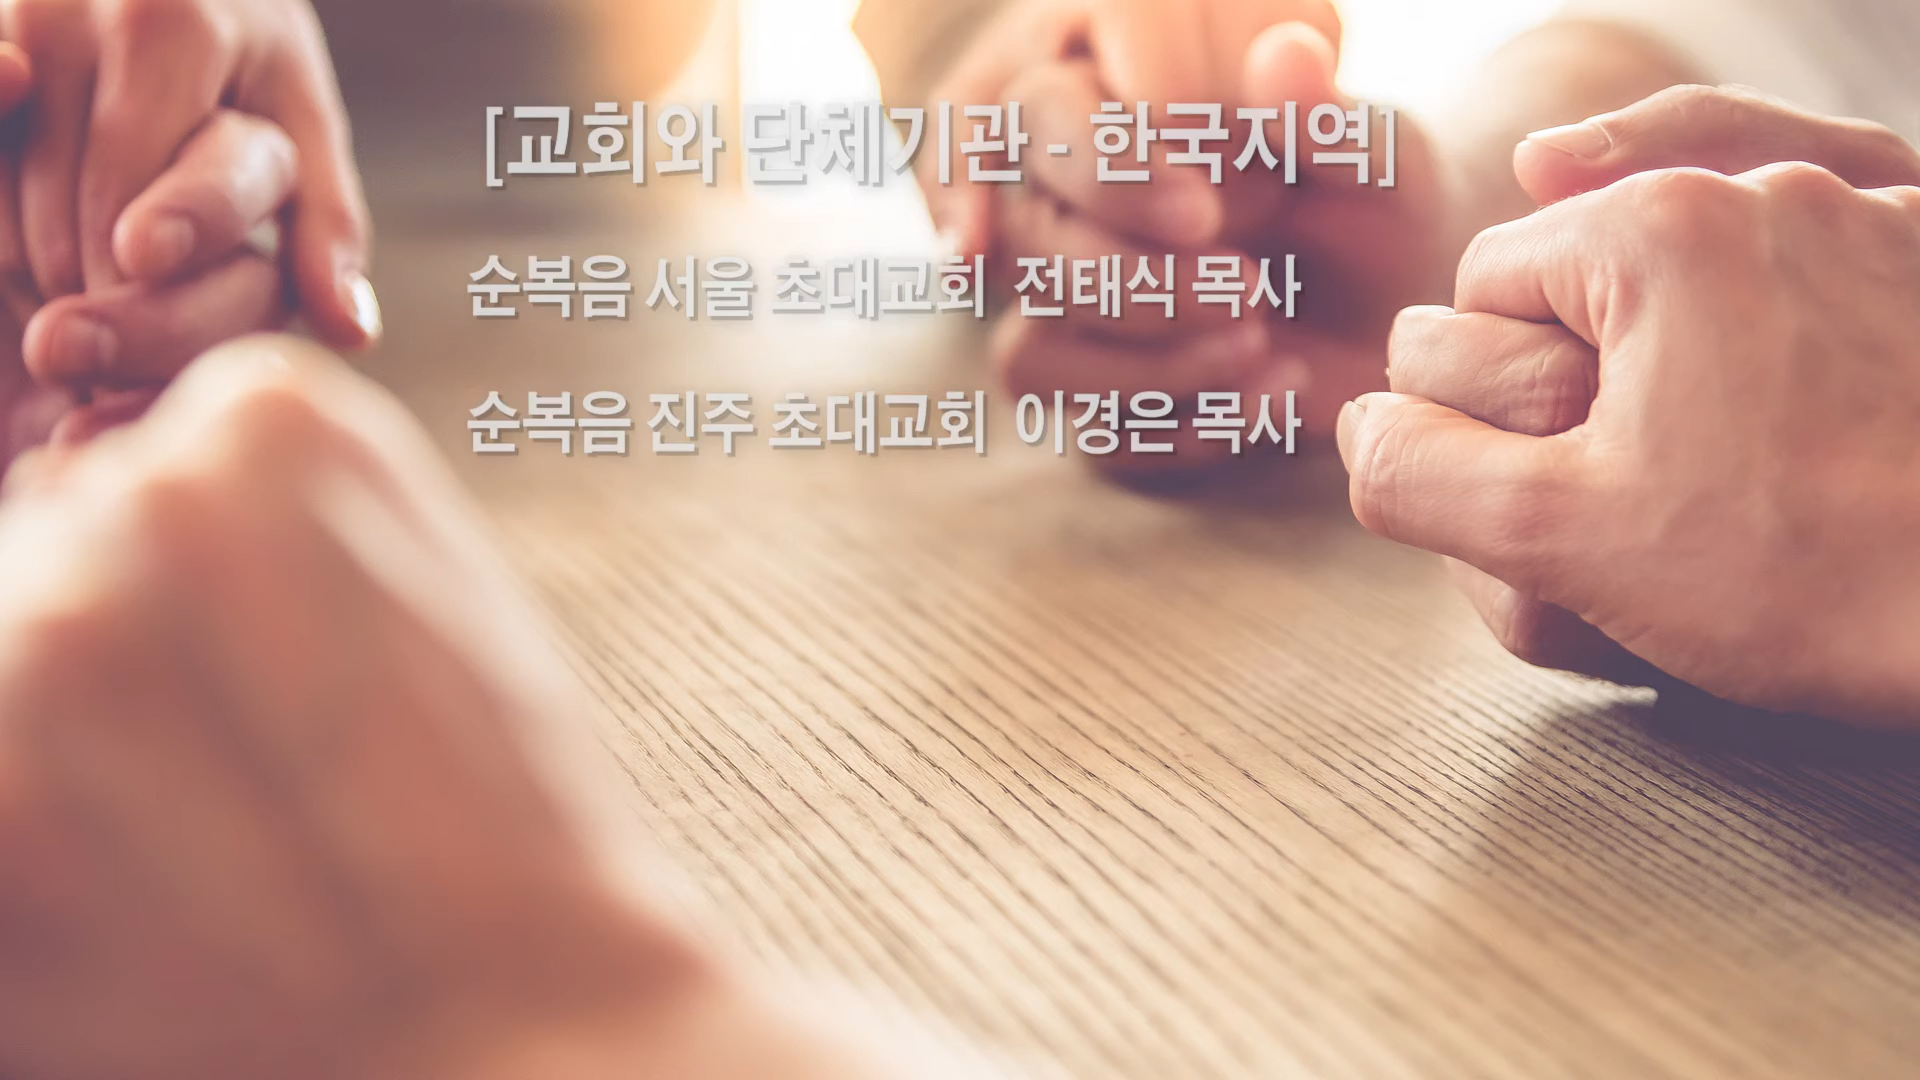 [교회와 단체기관 - 한국지역]
순복음 서울 초대교회 전태식 목사
순복음 진주 초대교회 이경은 목사